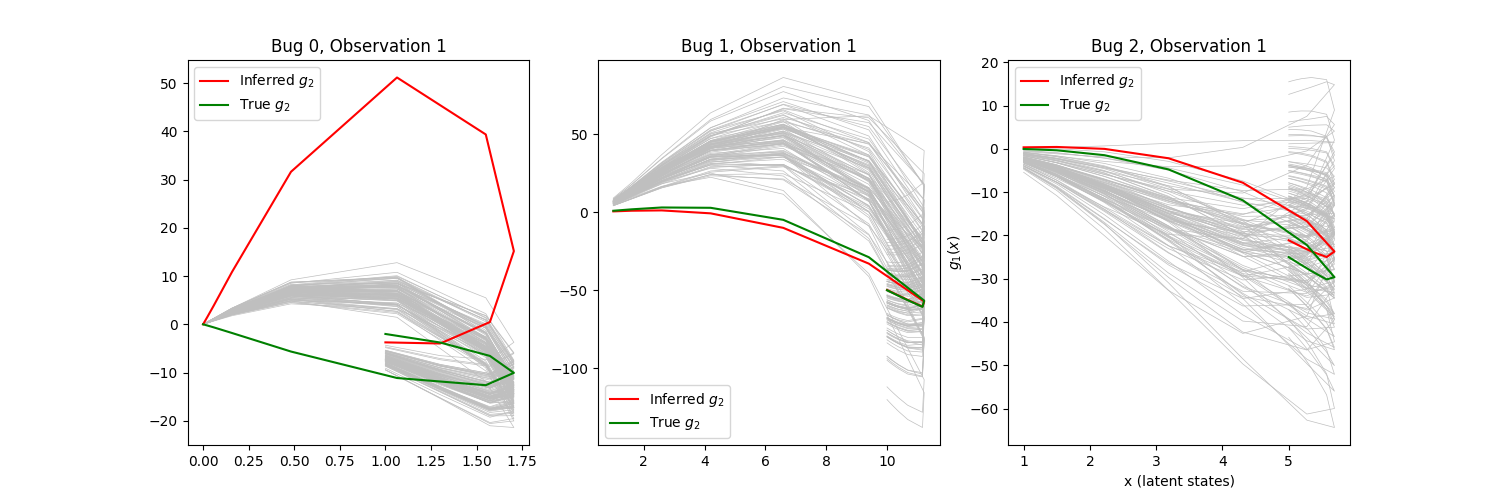 Bug 0, Observation 1
Inferred g₂
True g₂
50
40
30
20
10
0
−10
−20
0.00 0.25 0.50 0.75 1.00 1.25 1.50 1.75
Bug 1, Observation 1
50
0
−50
−100
Inferred g₂
True g₂
2 4 6 8 10
Bug 2, Observation 1
Inferred g₂
True g₂
20
10
0
−10
−20
−30
−40
−50
−60
g₁(x)
1 2 3 4 5
x (latent states)